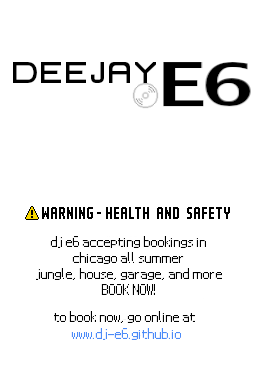 DEEJAY E6
WARNING - HEALTH AND SAFETY
dj e6 accepting bookings in
chicago all summer
jungle, house, garage, and more
BOOK NOW!
to book now, go online at
www.dj-e6.github.io